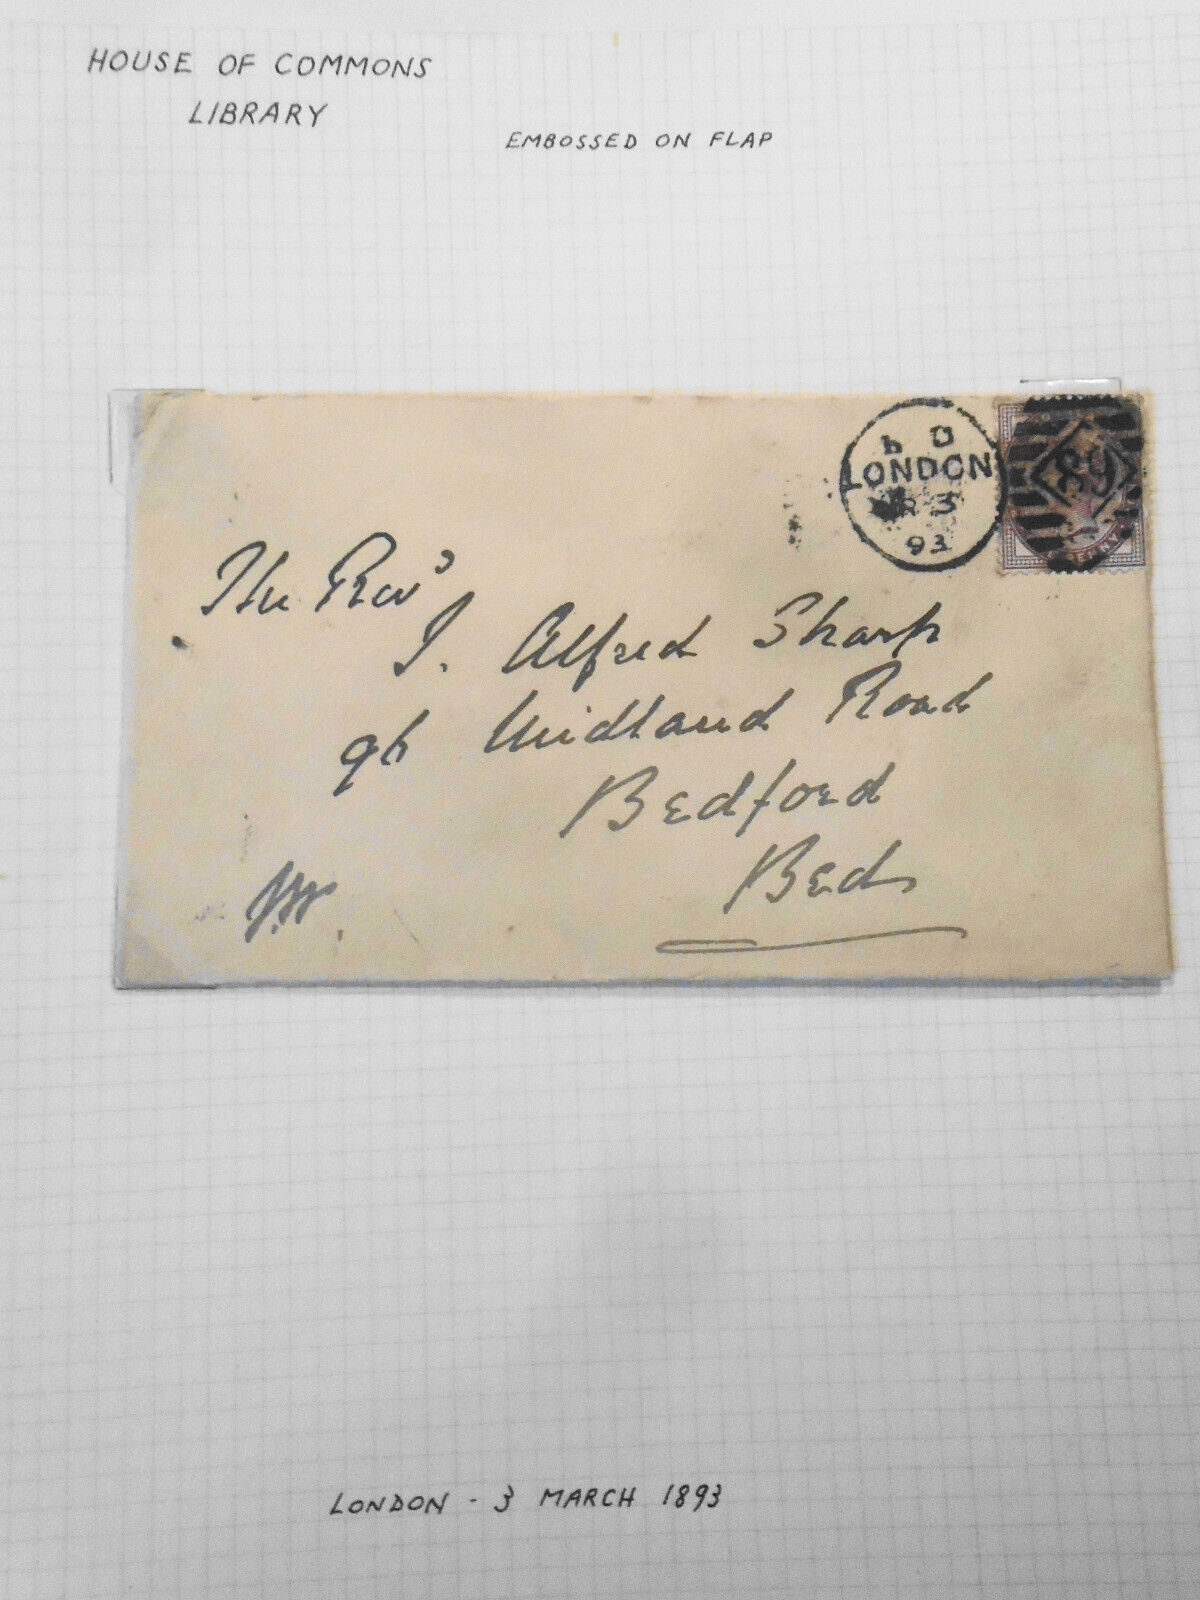 HOUSE OF COMMONS
LIBRARY
EMBOSSED ON FLAP
LONDON
MR 3
93
89
The Revd
J. Alfred Sharp
96 Midland Road
Bedford
Beds
LONDON - 3 MARCH 1893